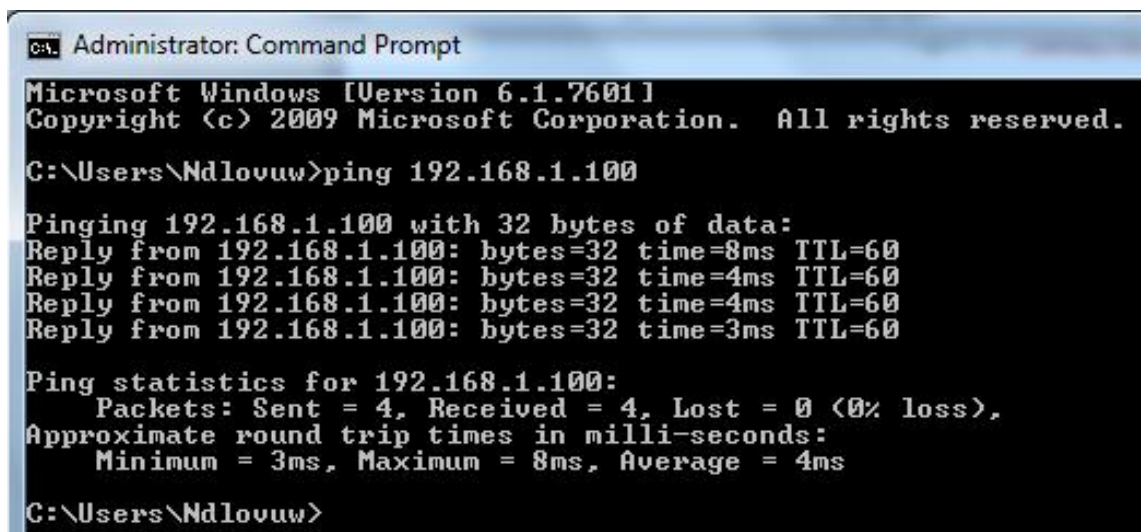 Administrator: Command Prompt
Microsoft Windows [Version 6.1.7601]
Copyright (c) 2009 Microsoft Corporation.  All rights reserved.
C:\Users\Ndlovuw>ping 192.168.1.100
Pinging 192.168.1.100 with 32 bytes of data:
Reply from 192.168.1.100: bytes=32 time=8ms TTL=60
Reply from 192.168.1.100: bytes=32 time=4ms TTL=60
Reply from 192.168.1.100: bytes=32 time=4ms TTL=60
Reply from 192.168.1.100: bytes=32 time=3ms TTL=60
Ping statistics for 192.168.1.100:
    Packets: Sent = 4, Received = 4, Lost = 0 (0% loss),
Approximate round trip times in milli-seconds:
    Minimum = 3ms, Maximum = 8ms, Average = 4ms
C:\Users\Ndlovuw>